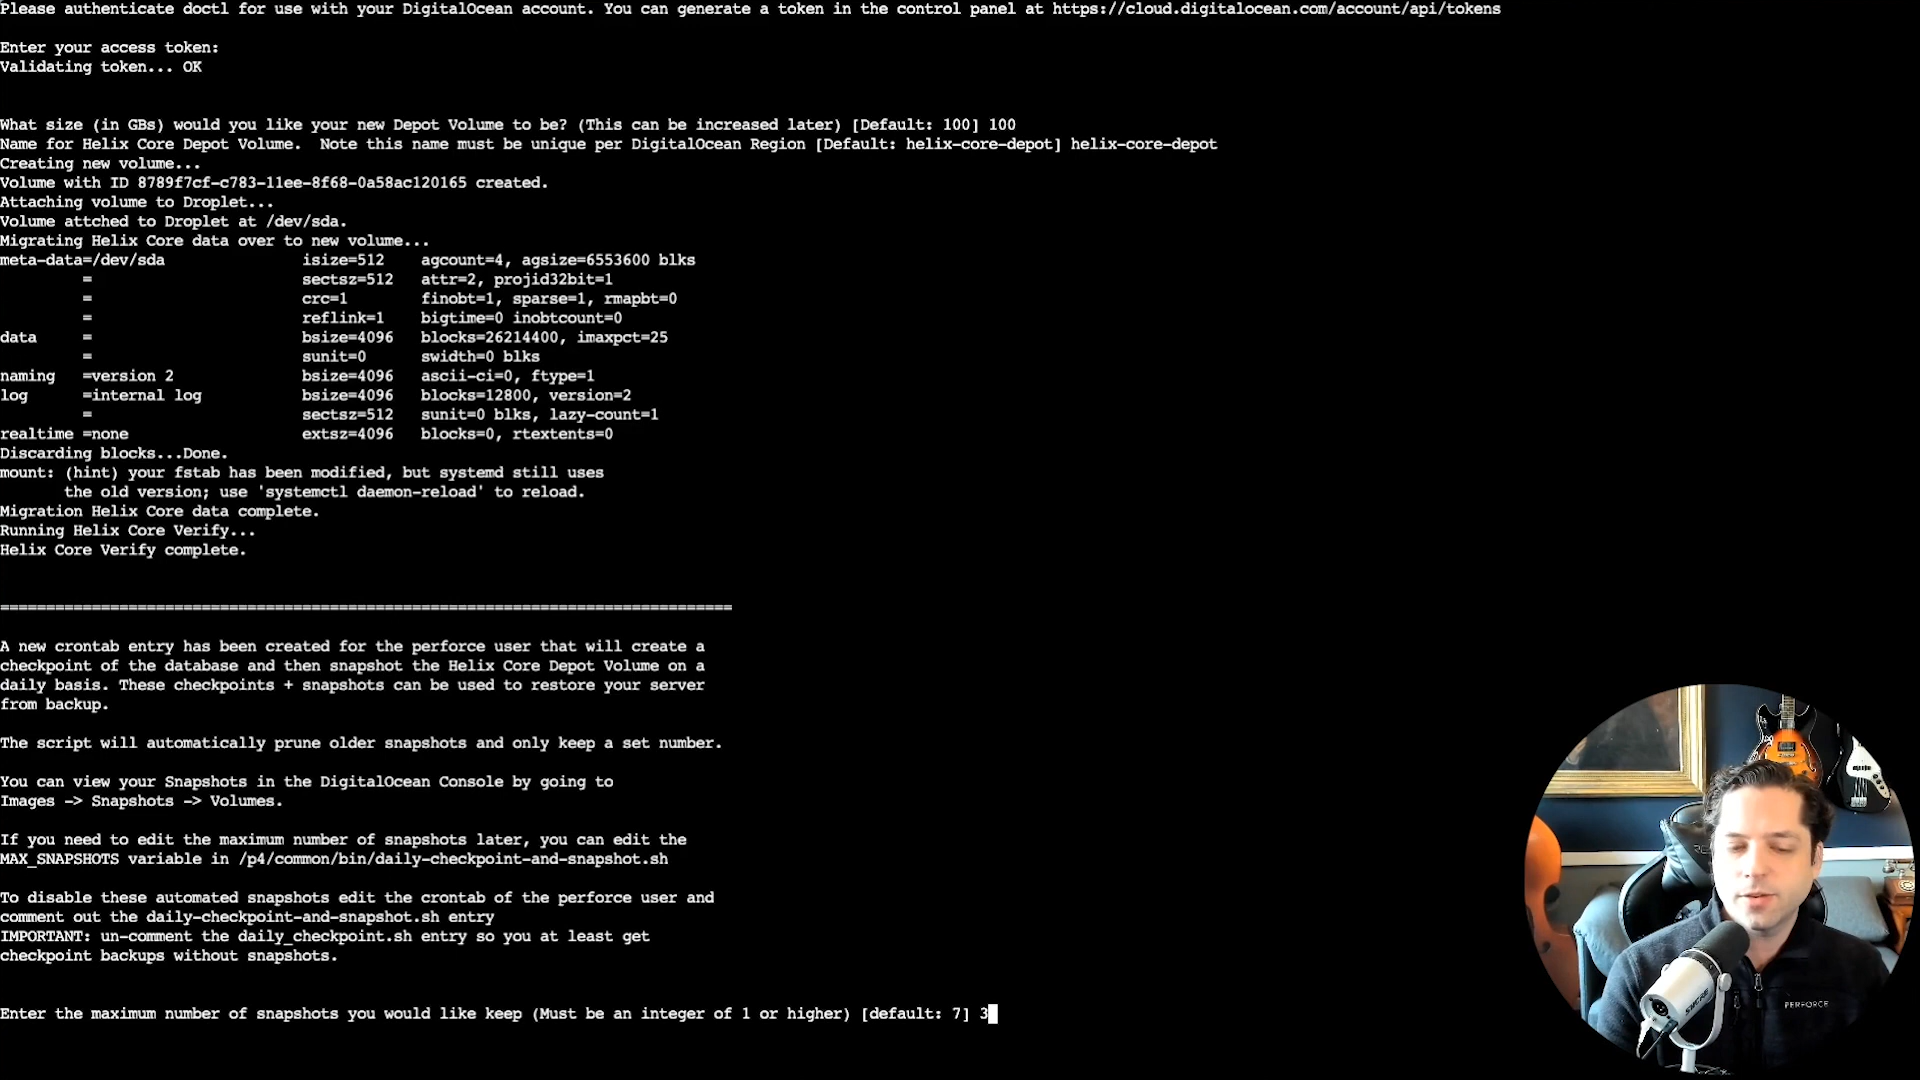 Please authenticate doctl for use with your DigitalOcean account. You can generate a token in the control panel at https://cloud.digitalocean.com/account/api/tokens
Enter your access token:
Validating token... OK
What size (in GBs) would you like your new Depot Volume to be? (This can be increased later) [Default: 100] 100
Name for Helix Core Depot Volume.  Note this name must be unique per DigitalOcean Region [Default: helix-core-depot] helix-core-depot
Creating new volume...
Volume with ID 8789f7cf-c783-11ee-8f68-0a58ac120165 created.
Attaching volume to Droplet...
Volume attched to Droplet at /dev/sda.
Migrating Helix Core data over to new volume...
meta-data=/dev/sda               isize=512    agcount=4, agsize=6553600 blks
         =                       sectsz=512   attr=2, projid32bit=1
         =                       crc=1        finobt=1, sparse=1, rmapbt=0
         =                       reflink=1    bigtime=0 inobtcount=0
data     =                       bsize=4096   blocks=26214400, imaxpct=25
         =                       sunit=0      swidth=0 blks
naming   =version 2              bsize=4096   ascii-ci=0, ftype=1
log      =internal log           bsize=4096   blocks=12800, version=2
         =                       sectsz=512   sunit=0 blks, lazy-count=1
realtime =none                   extsz=4096   blocks=0, rtextents=0
Discarding blocks...Done.
mount: (hint) your fstab has been modified, but systemd still uses
       the old version; use 'systemctl daemon-reload' to reload.
Migration Helix Core data complete.
Running Helix Core Verify...
Helix Core Verify complete.
================================================================================
A new crontab entry has been created for the perforce user that will create a
checkpoint of the database and then snapshot the Helix Core Depot Volume on a
daily basis. These checkpoints + snapshots can be used to restore your server
from backup.
The script will automatically prune older snapshots and only keep a set number.
You can view your Snapshots in the DigitalOcean Console by going to
Images -> Snapshots -> Volumes.
If you need to edit the maximum number of snapshots later, you can edit the
MAX_SNAPSHOTS variable in /p4/common/bin/daily-checkpoint-and-snapshot.sh
To disable these automated snapshots edit the crontab of the perforce user and
comment out the daily-checkpoint-and-snapshot.sh entry
IMPORTANT: un-comment the daily_checkpoint.sh entry so you at least get
checkpoint backups without snapshots.
Enter the maximum number of snapshots you would like keep (Must be an integer of 1 or higher) [default: 7] 3
PERFORCE